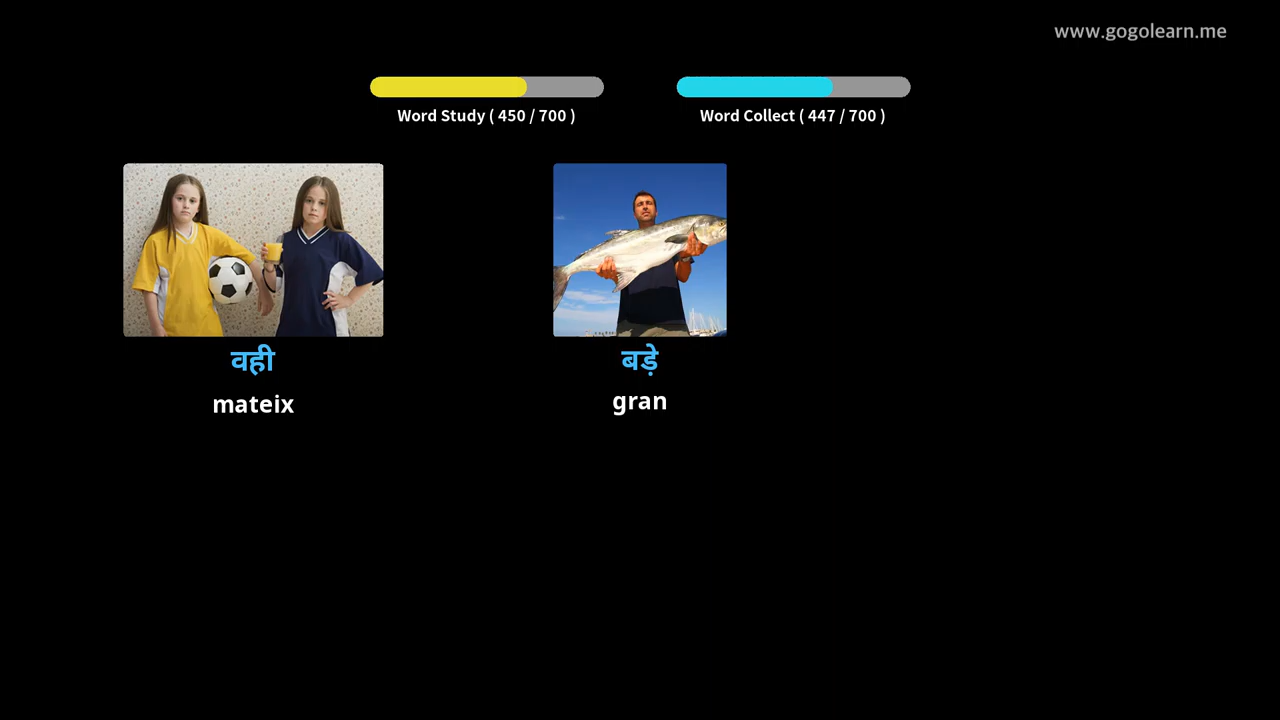 www.gogolearn.me
Word Study ( 450 / 700 )
Word Collect ( 447 / 700 )
वही
mateix
बड़े
gran